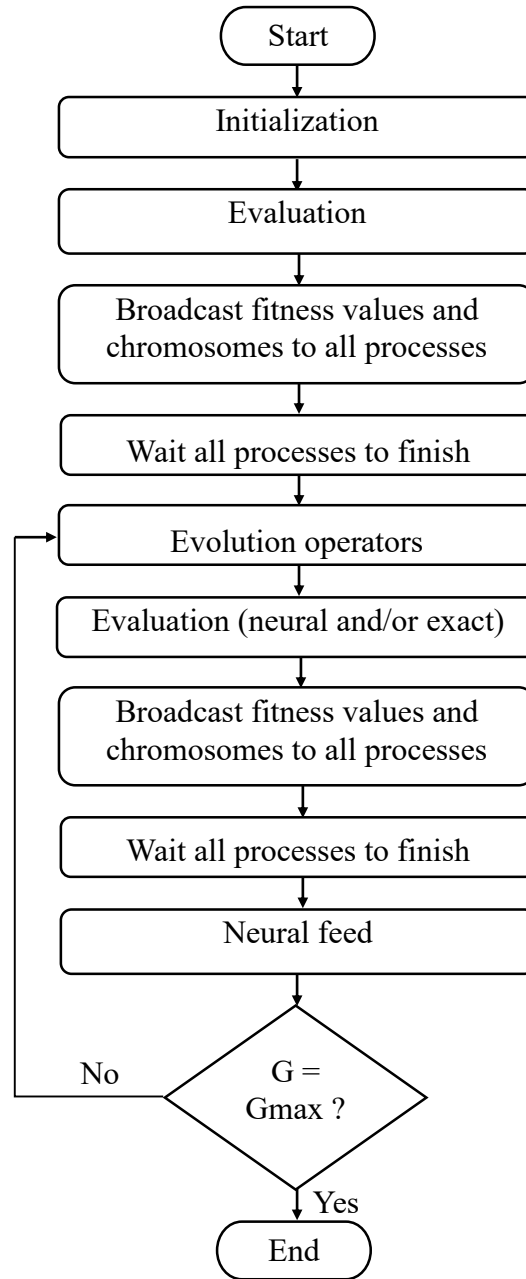 Start
Initialization
Evaluation
Broadcast fitness values and
chromosomes to all processes
Wait all processes to finish
Evolution operators
Evaluation (neural and/or exact)
Broadcast fitness values and
chromosomes to all processes
Wait all processes to finish
Neural feed
No
G =
Gmax ?
Yes
End